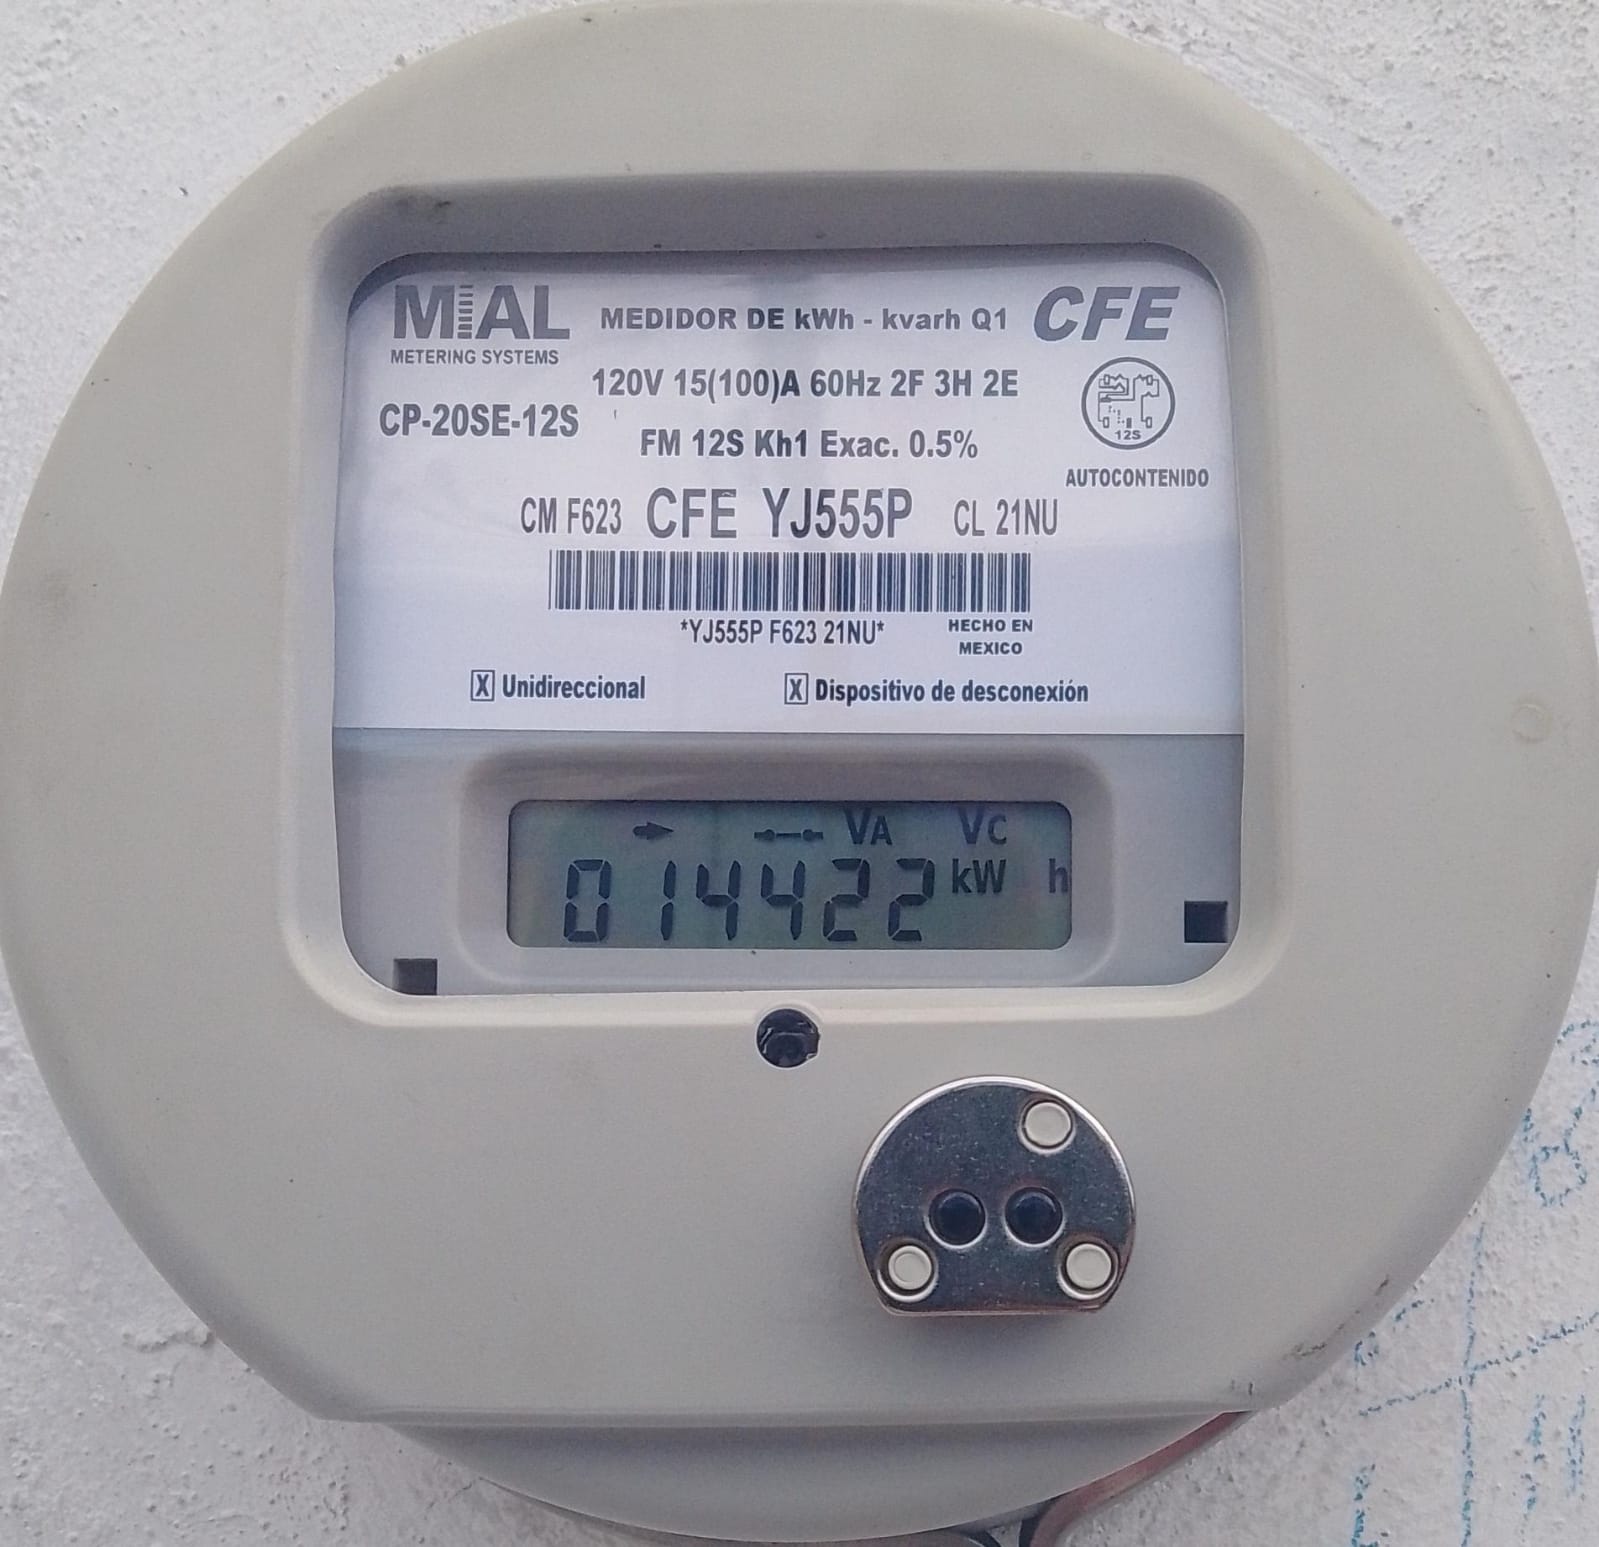 MIAL MEDIDOR DE kWh - kvarh Q1 CFE
METERING SYSTEMS
120V 15(100)A 60Hz 2F 3H 2E
CP-20SE-12S
FM 12S Kh1 Exac. 0.5%
12S
AUTOCONTENIDO
CM F623 CFE YJ555P CL 21NU
*YJ555P F623 21NU*
HECHO EN
MEXICO
X Unidireccional X Dispositivo de desconexión
VA VC
014422 kW h